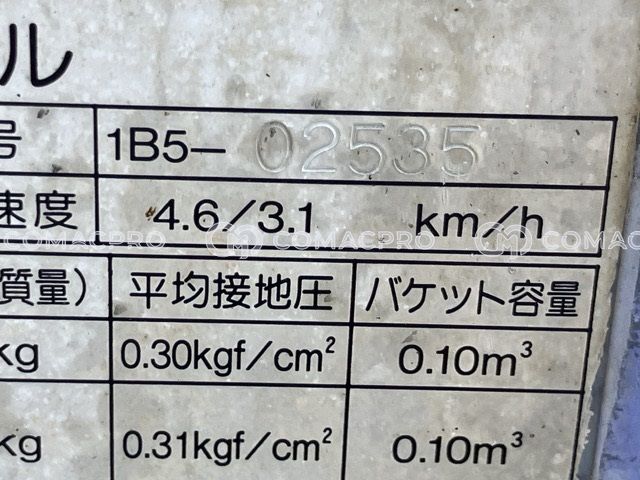 ル
号 1B5- 02535
速度 4.6/3.1 km/h
COMACPRO COMACPRO COMACPRO
質量) 平均接地圧 バケット容量
kg 0.30kgf/cm² 0.10m³
kg 0.31kgf/cm² 0.10m³